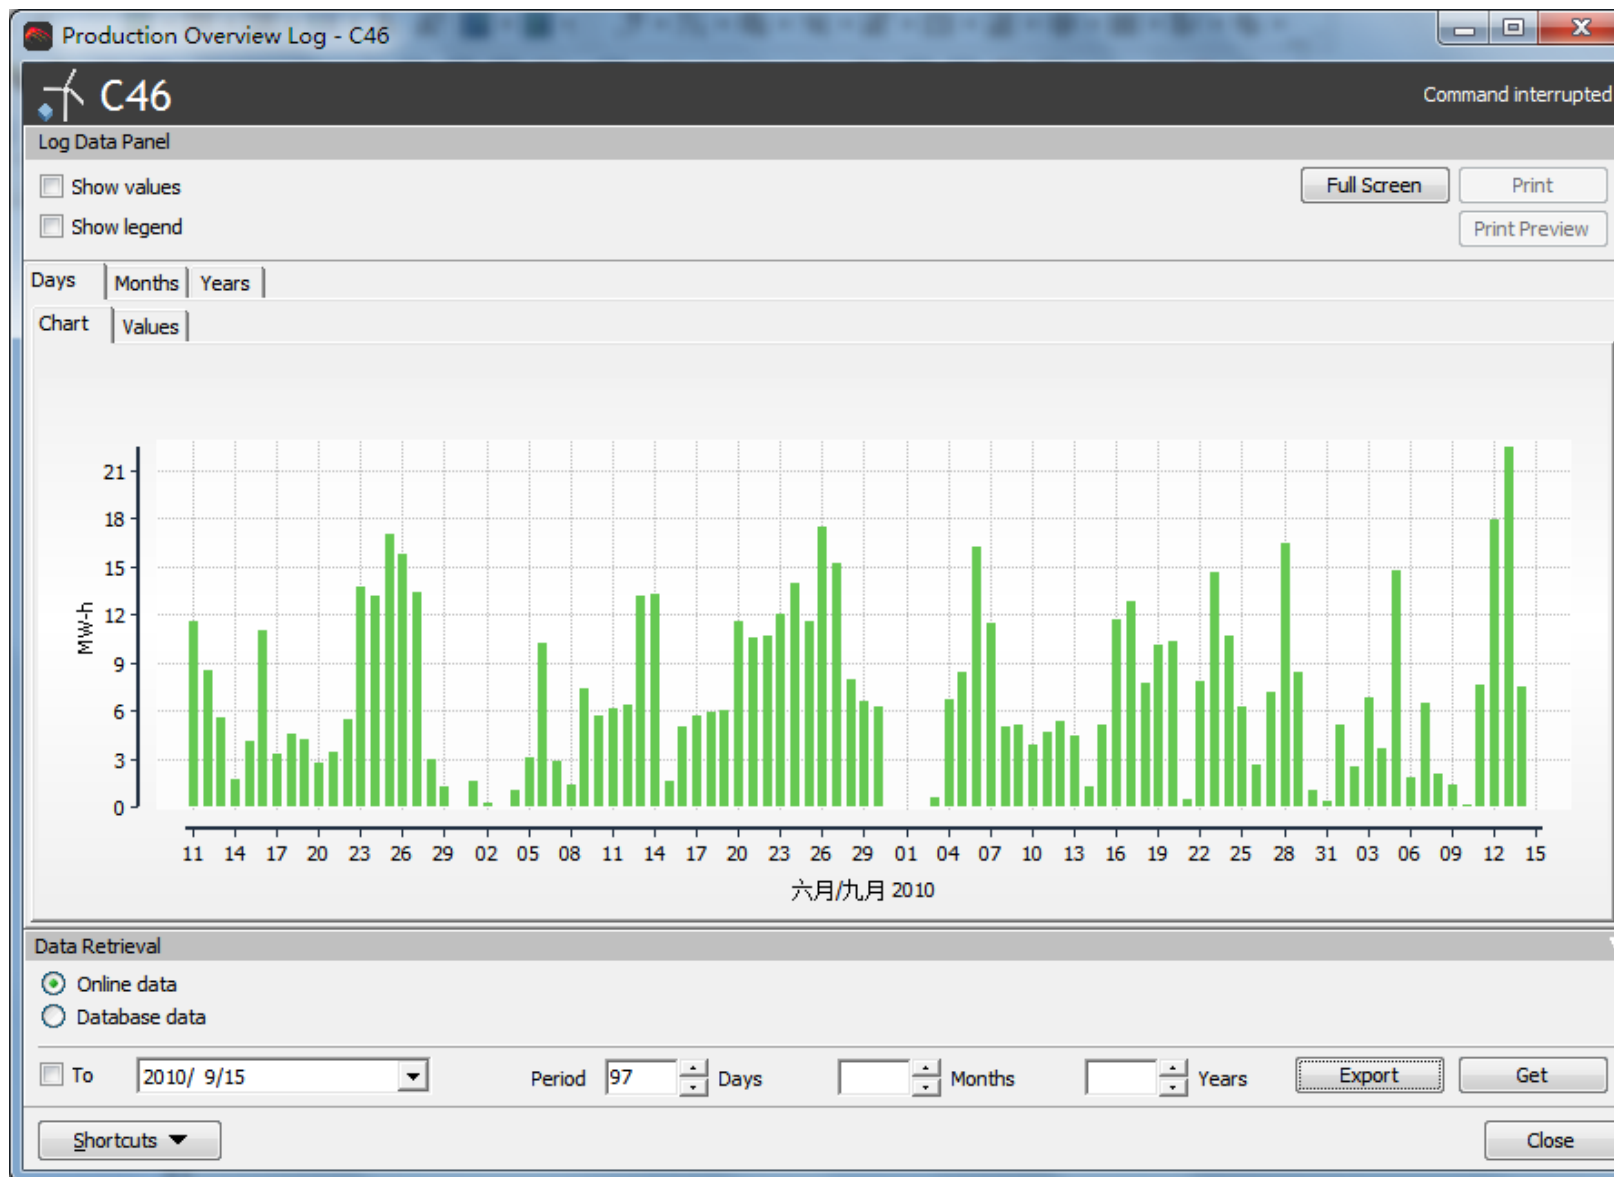 Production Overview Log - C46
C46
Command interrupted
Log Data Panel
Show values
Full Screen
Print
Show legend
Print Preview
Days
Months
Years
Chart
Values
21
18
15
12
9
6
3
0
MW-h
11 14 17 20 23 26 29 02 05 08 11 14 17 20 23 26 29 01 04 07 10 13 16 19 22 25 28 31 03 06 09 12 15
六月/九月 2010
Data Retrieval
Online data
Database data
To 2010/ 9/15 Period 97 Days Months Years Export Get
Shortcuts
Close